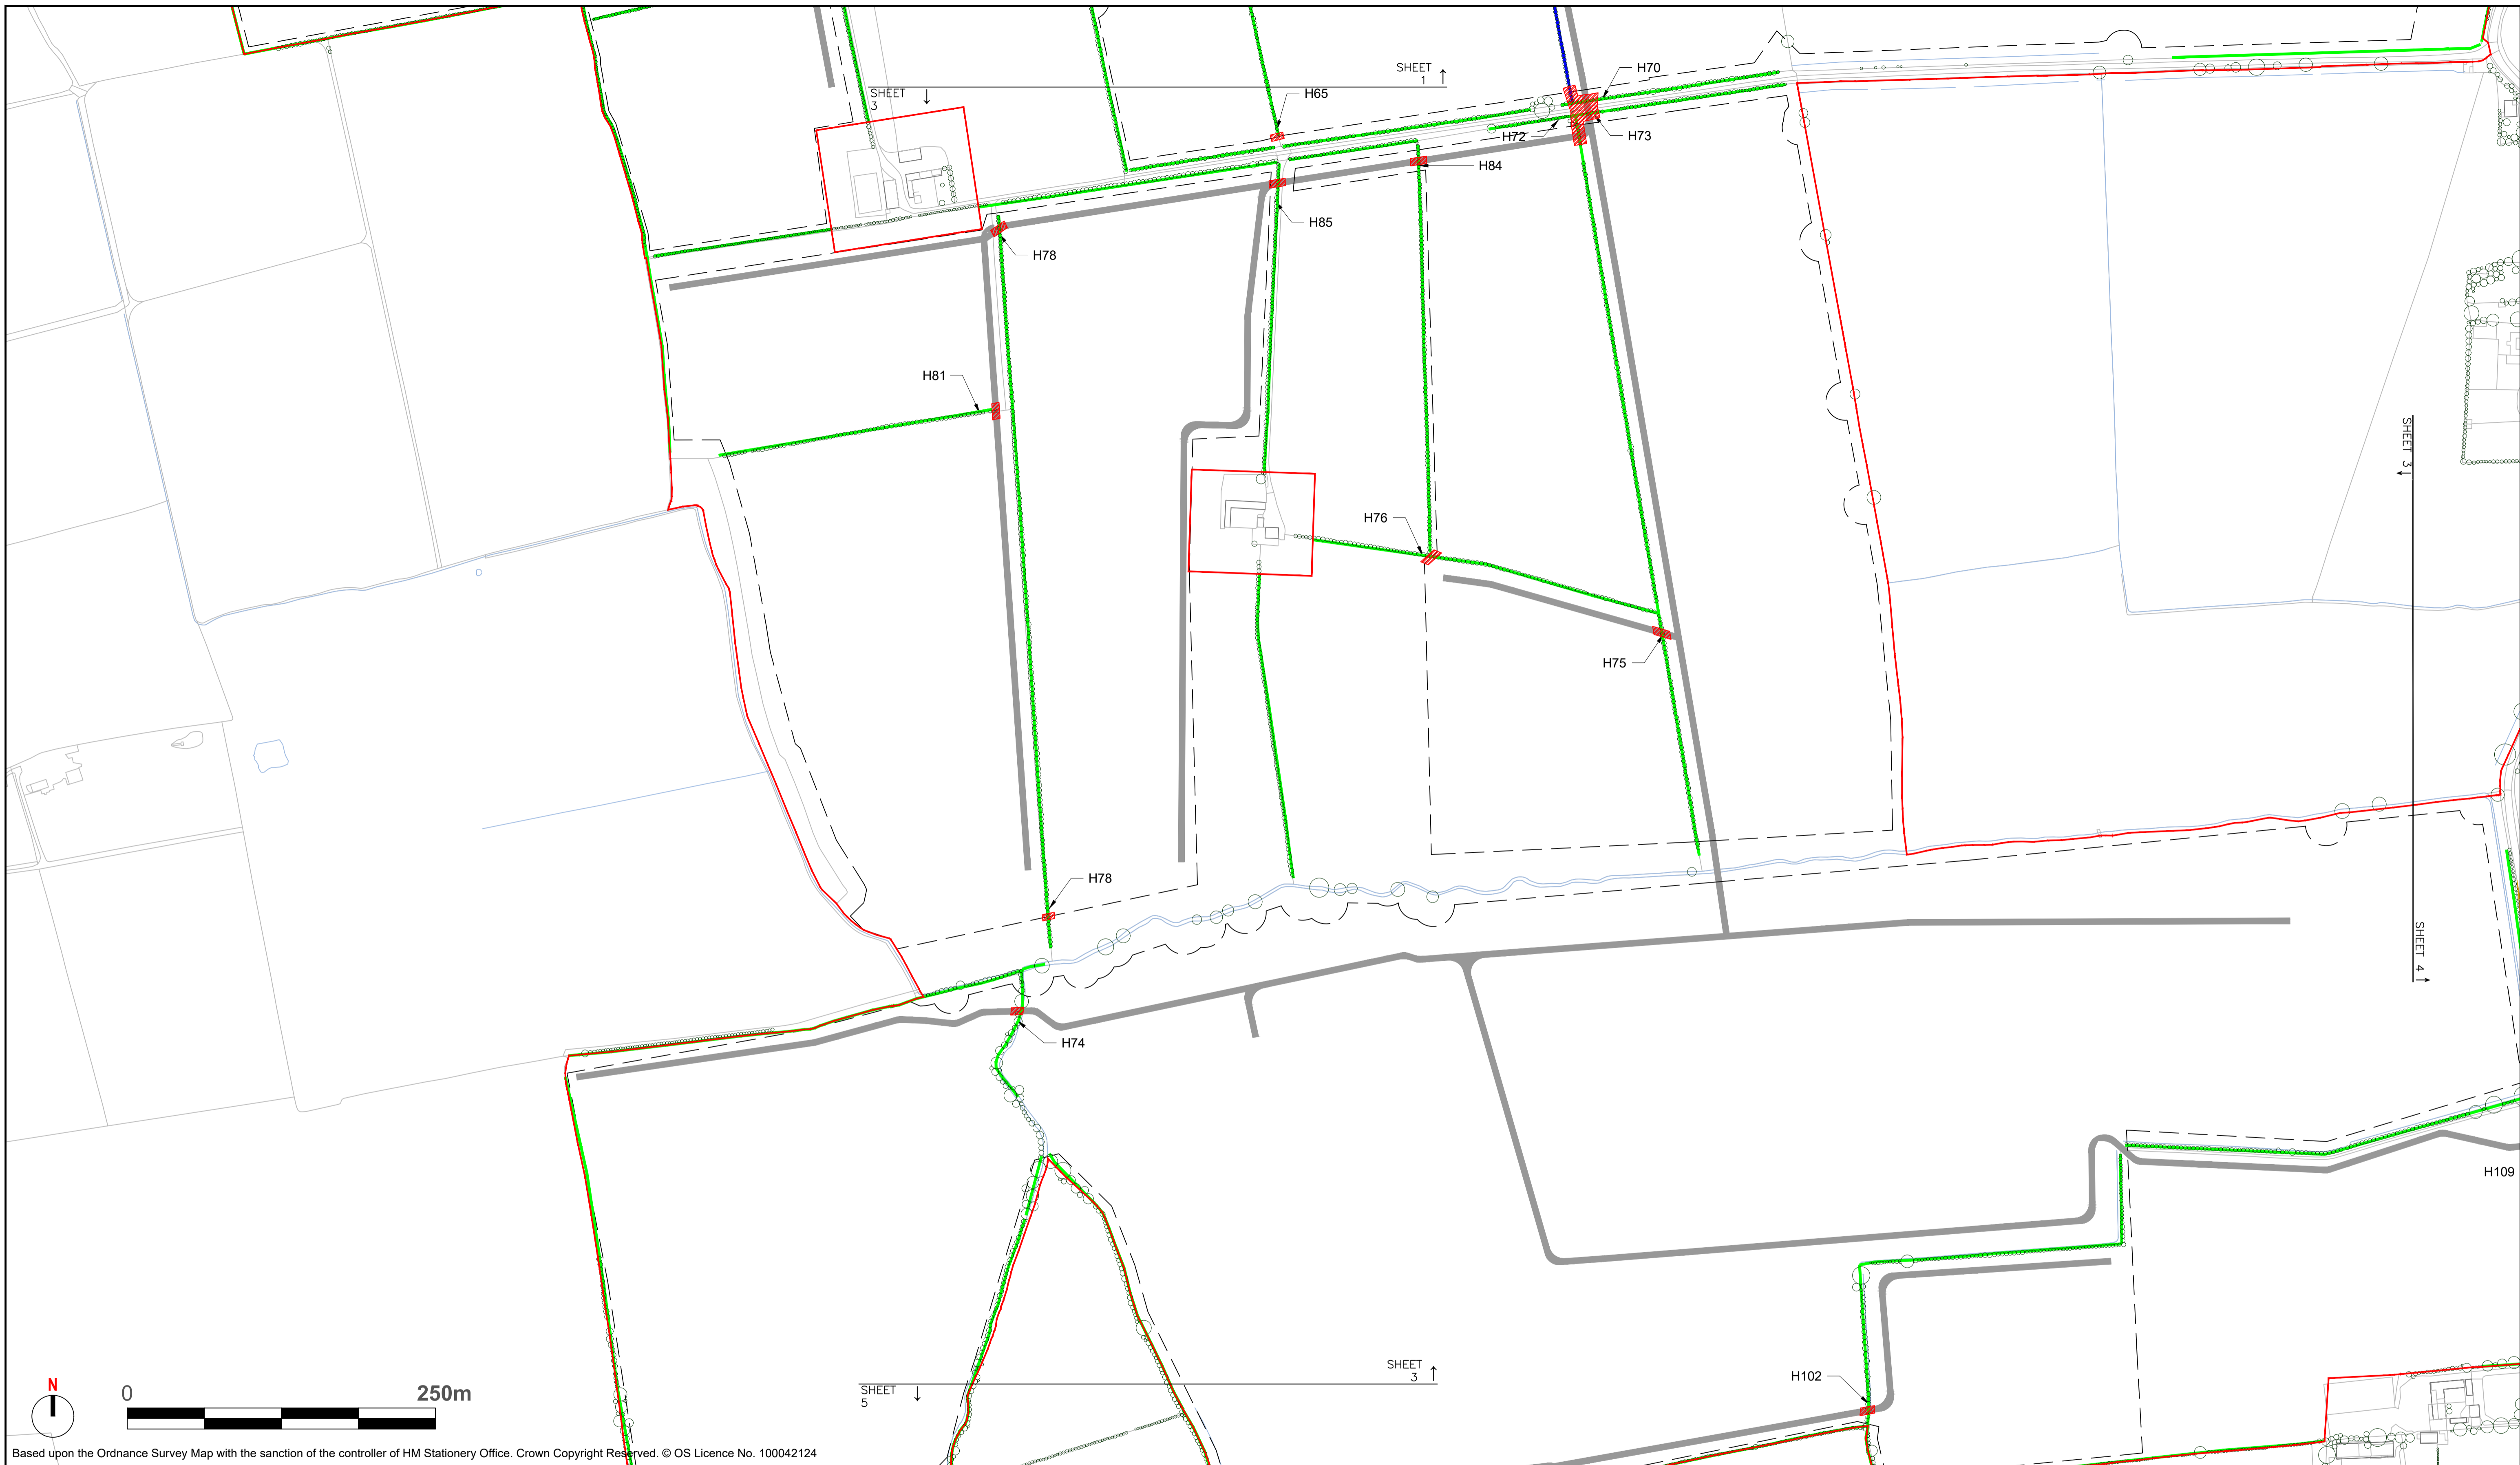 SHEET
1
SHEET
3
H70
H65
H72
H73
H84
H85
H78
H81
SHEET 3
H76
H75
H78
SHEET 4
H74
H109
SHEET
3
SHEET
5
H102
N
0
250m
Based upon the Ordnance Survey Map with the sanction of the controller of HM Stationery Office. Crown Copyright Reserved. © OS Licence No. 100042124